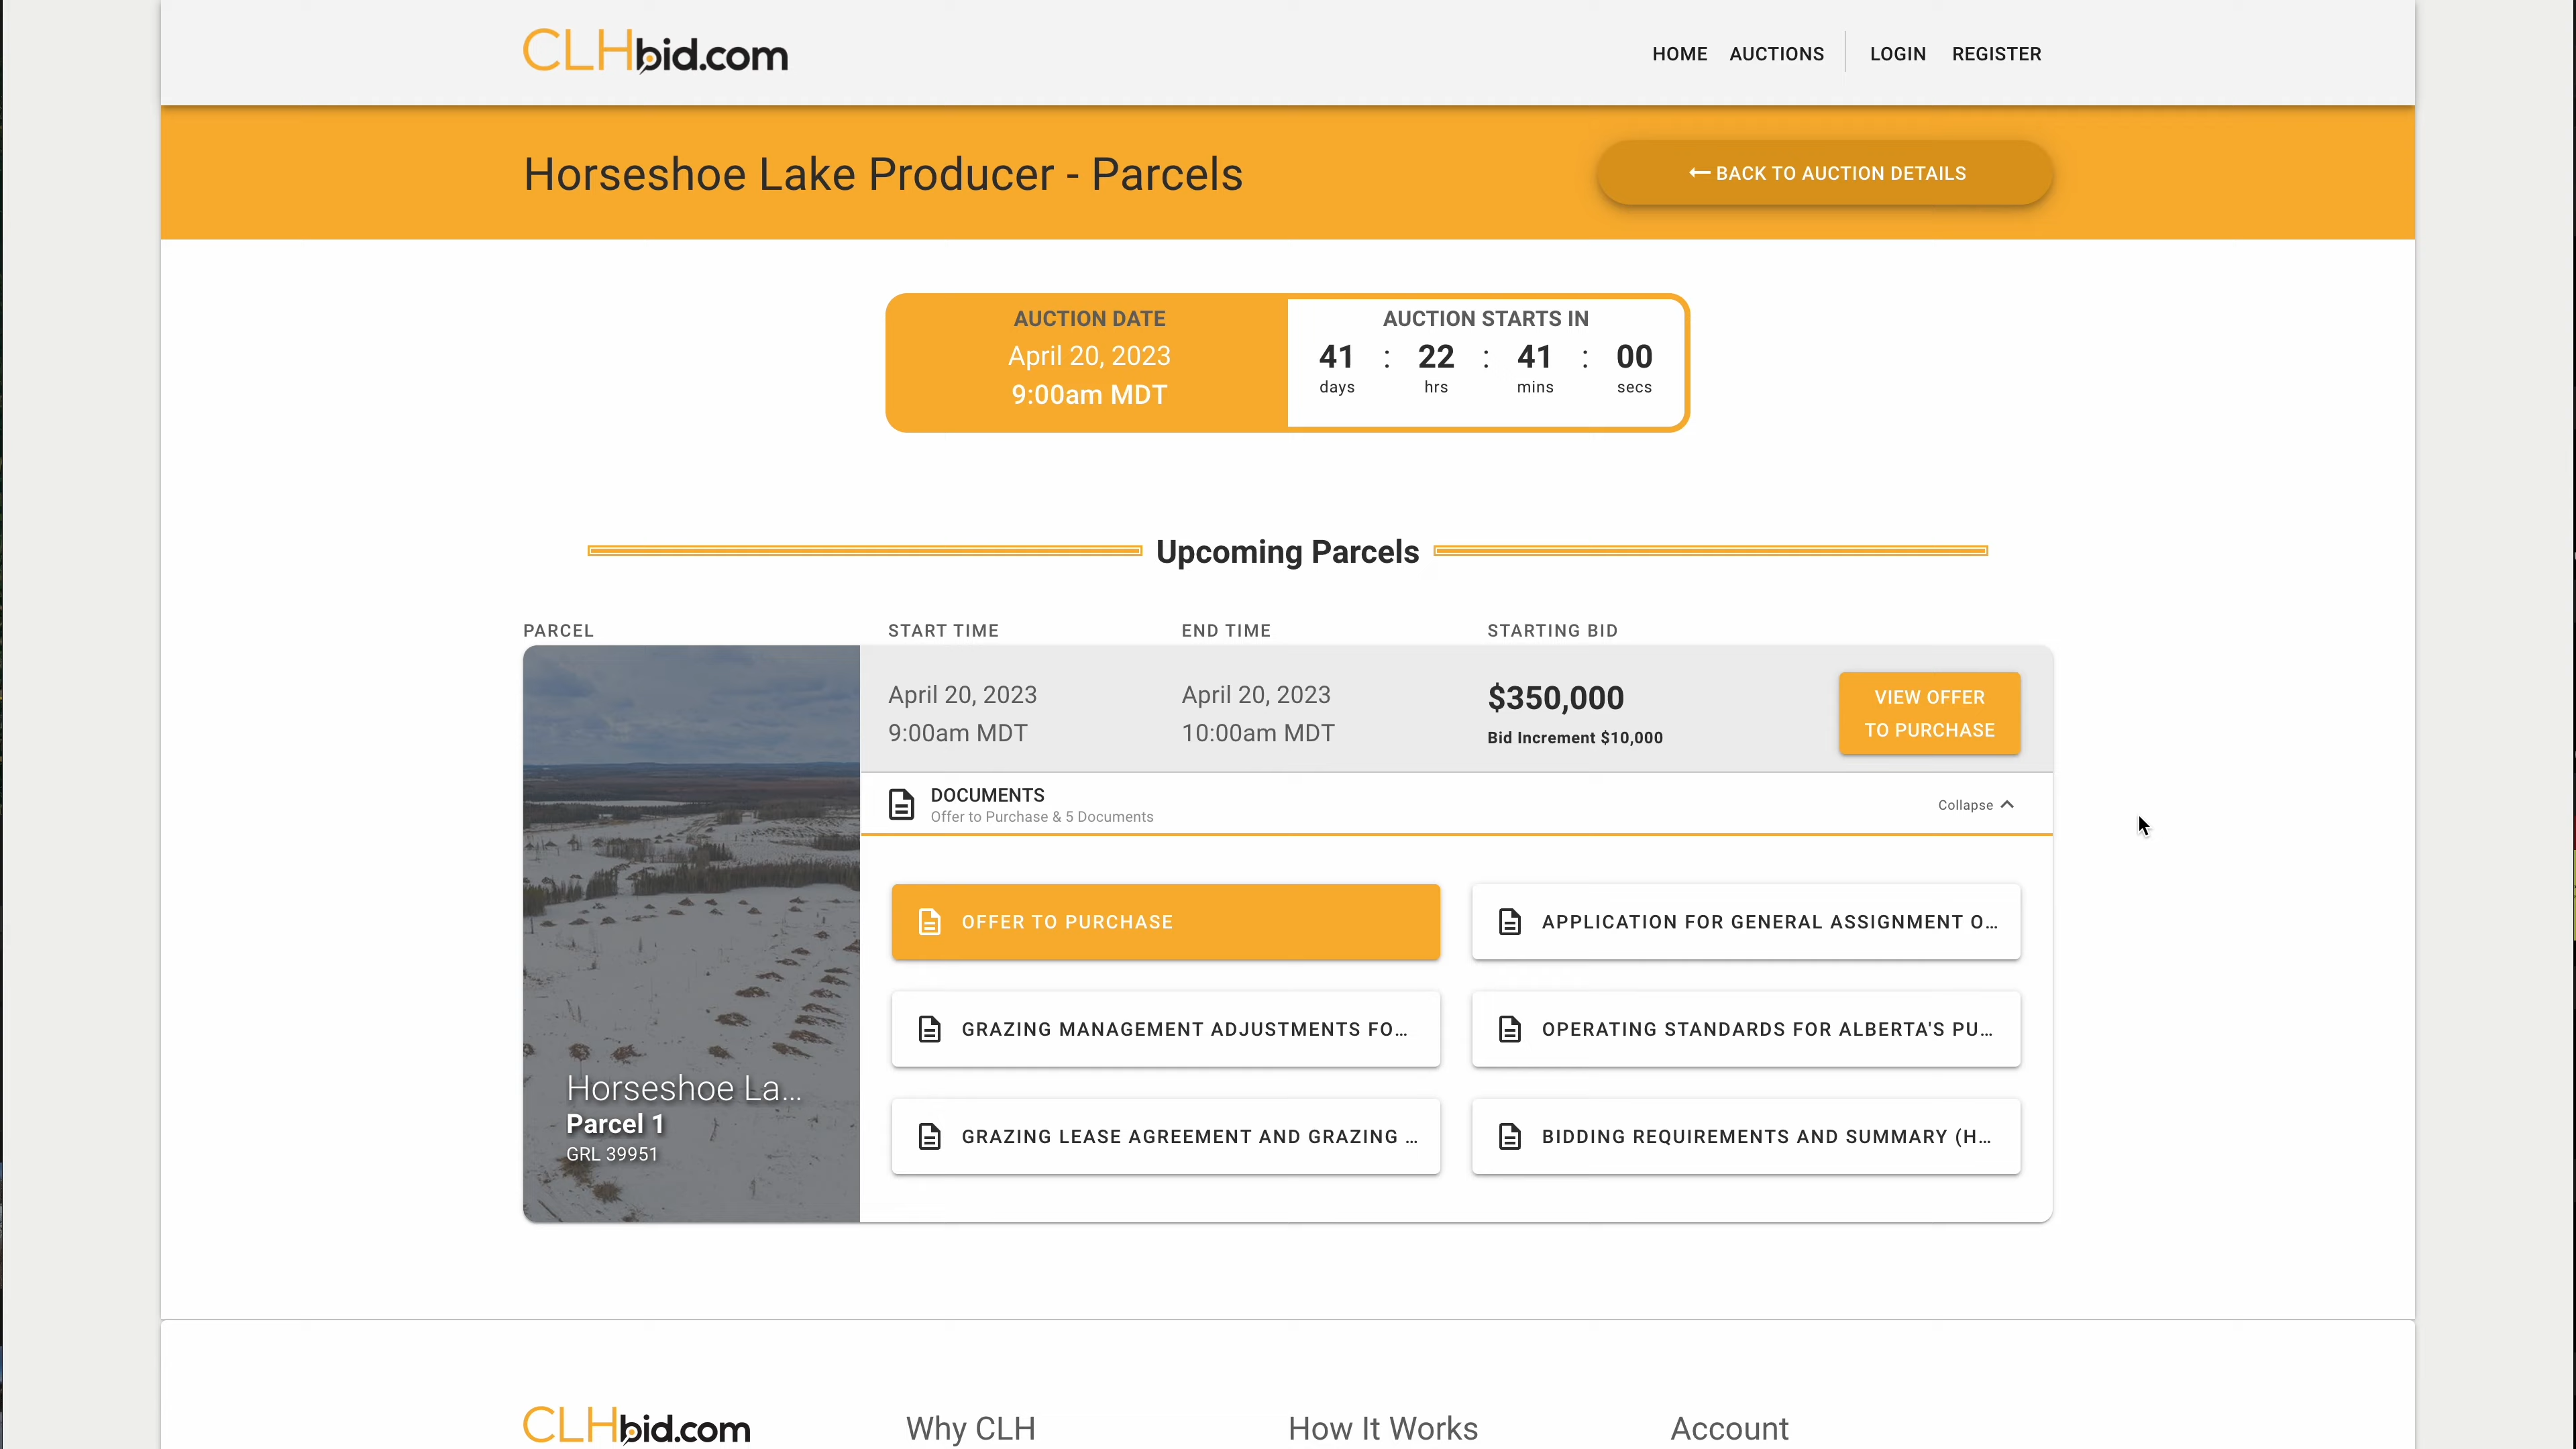 CLHbid.com
HOME AUCTIONS LOGIN REGISTER
Horseshoe Lake Producer - Parcels
← BACK TO AUCTION DETAILS
AUCTION DATE
April 20, 2023
9:00am MDT
AUCTION STARTS IN
41 : 22 : 41 : 00
days hrs mins secs
Upcoming Parcels
PARCEL START TIME END TIME STARTING BID
April 20, 2023
9:00am MDT
April 20, 2023
10:00am MDT
$350,000
Bid Increment $10,000
VIEW OFFER
TO PURCHASE
DOCUMENTS
Offer to Purchase & 5 Documents
Collapse
OFFER TO PURCHASE
APPLICATION FOR GENERAL ASSIGNMENT O...
GRAZING MANAGEMENT ADJUSTMENTS FO...
OPERATING STANDARDS FOR ALBERTA'S PU...
GRAZING LEASE AGREEMENT AND GRAZING ...
BIDDING REQUIREMENTS AND SUMMARY (H...
Horseshoe La...
Parcel 1
GRL 39951
CLHbid.com
Why CLH
How It Works
Account